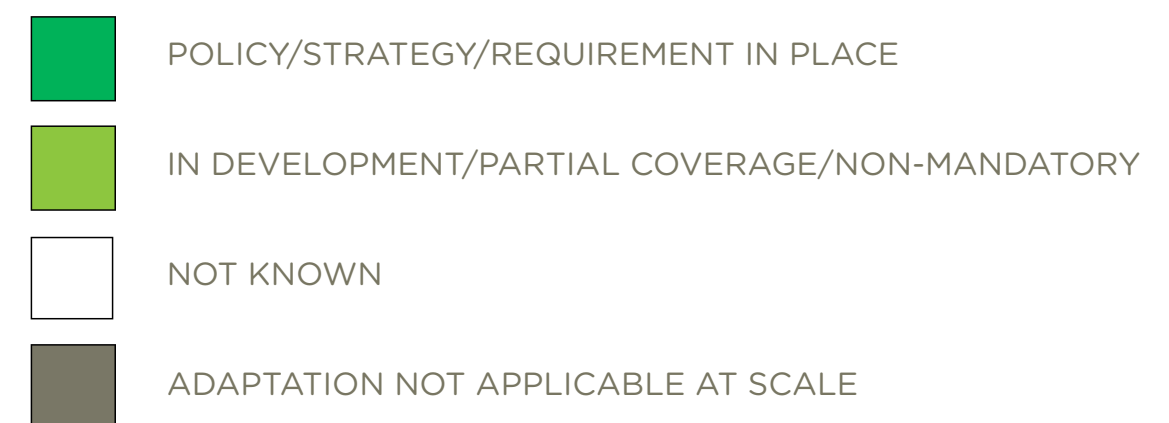 POLICY/STRATEGY/REQUIREMENT IN PLACE
IN DEVELOPMENT/PARTIAL COVERAGE/NON-MANDATORY
NOT KNOWN
ADAPTATION NOT APPLICABLE AT SCALE